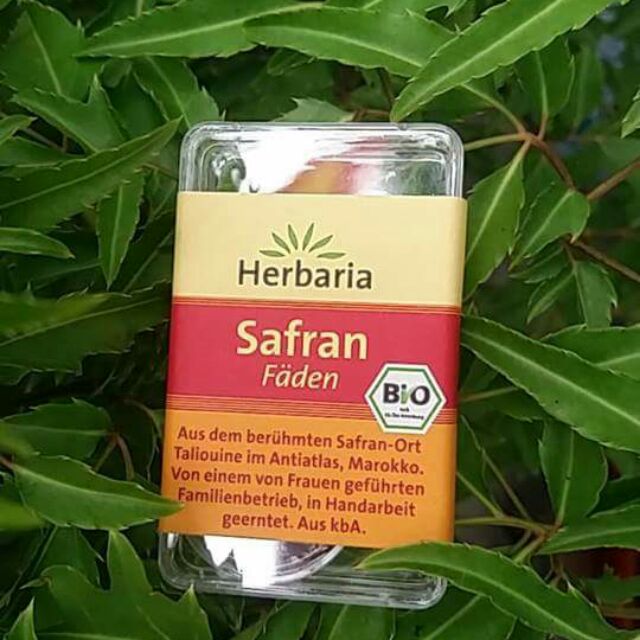 Herbaria
Safran
Fäden
BiO
Aus dem berühmten Safran-Ort
Taliouine im Antiatlas, Marokko.
Von einem von Frauen geführten
Familienbetrieb, in Handarbeit
geerntet. Aus kbA.